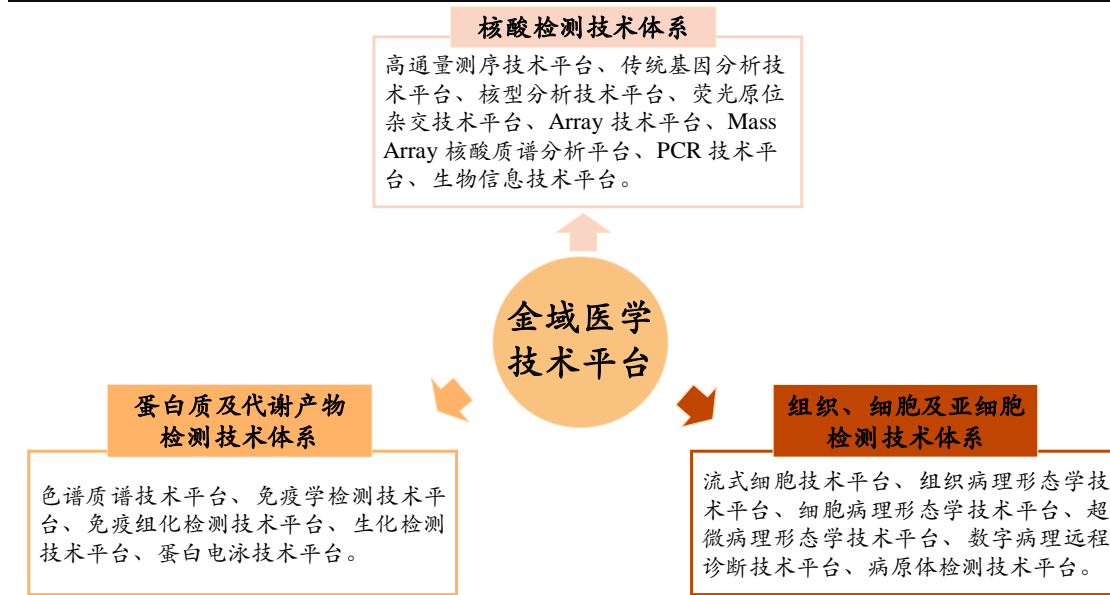 核酸检测技术体系
高通量测序技术平台、传统基因分析技
术平台、核型分析技术平台、荧光原位
杂交技术平台、Array 技术平台、Mass
Array 核酸质谱分析平台、PCR 技术平
台、生物信息技术平台。
金域医学
技术平台
蛋白质及代谢产物
检测技术体系
色谱质谱技术平台、免疫学检测技术平
台、免疫组化检测技术平台、生化检测
技术平台、蛋白电泳技术平台。
组织、细胞及亚细胞
检测技术体系
流式细胞技术平台、组织病理形态学技
术平台、细胞病理形态学技术平台、超
微病理形态学技术平台、数字病理远程
诊断技术平台、病原体检测技术平台。